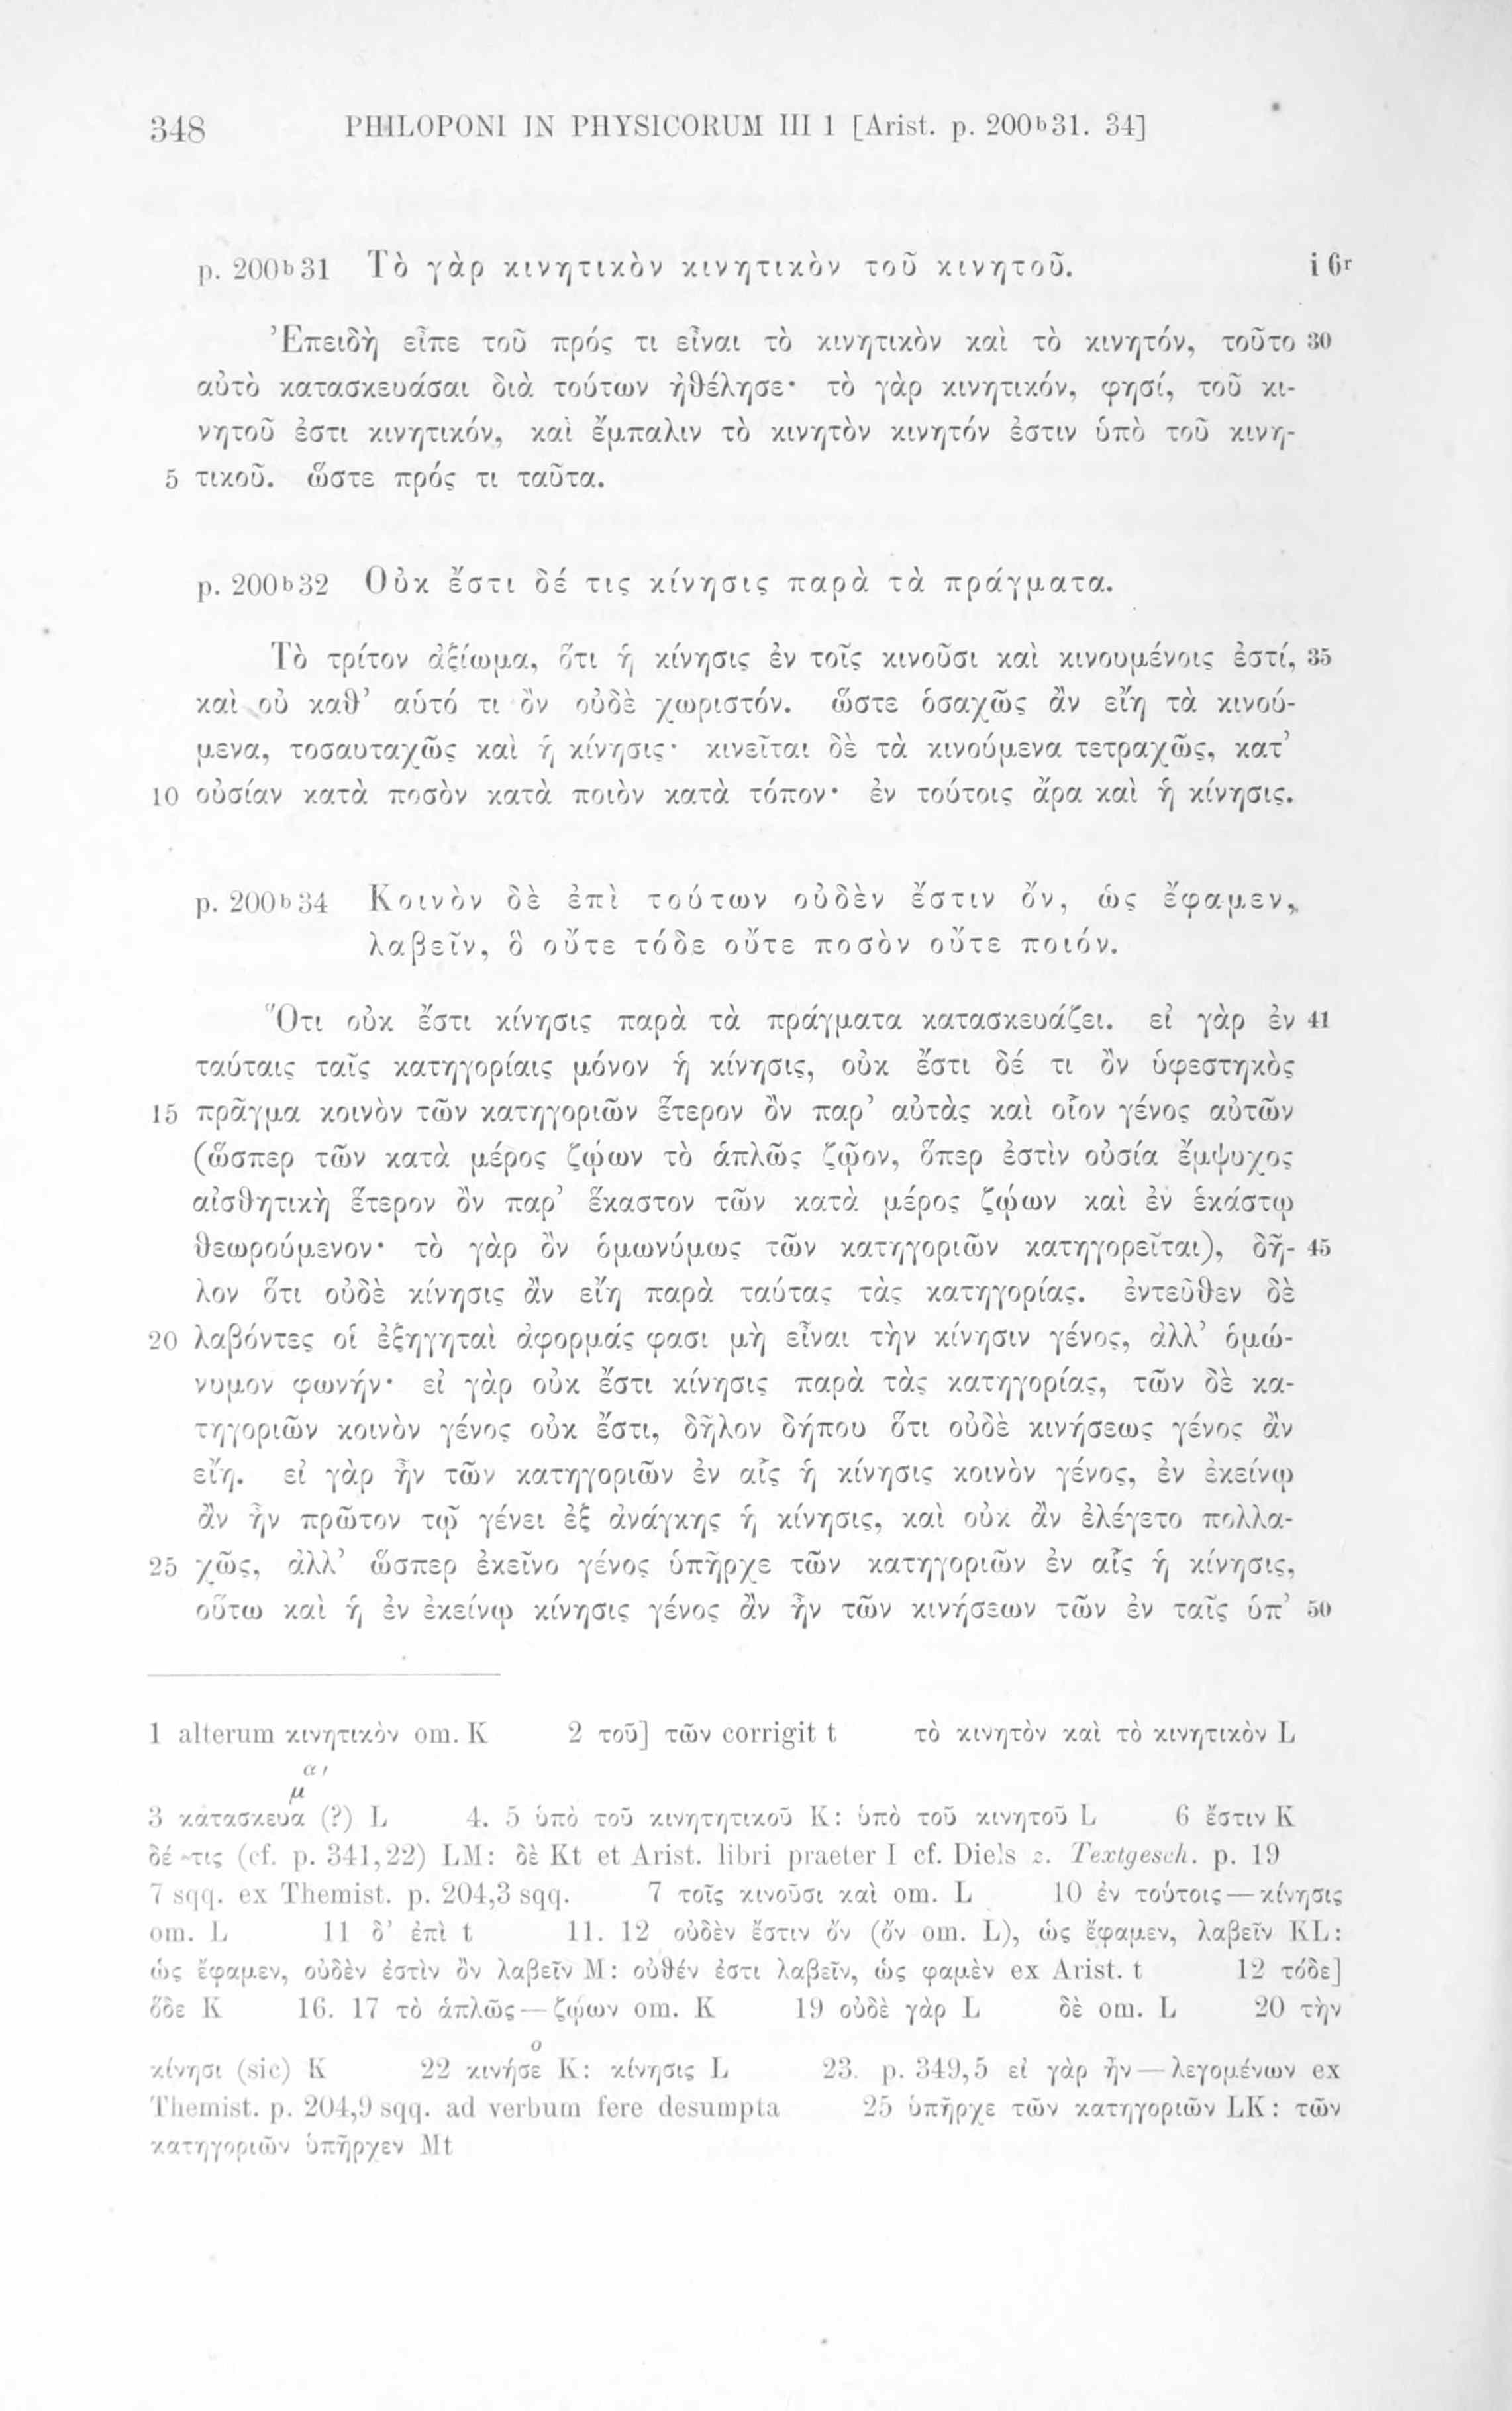 348 PHILOPONI IN PHYSICORUM III 1 [Arist. p. 200ᵇ31. 34]
p. 200ᵇ31 Τὸ γὰρ κινητικὸν κινητικὸν τοῦ κινητοῦ. i 6ʳ
Ἐπειδὴ εἶπε τοῦ πρός τι εἶναι τὸ κινητικὸν καὶ τὸ κινητόν, τοῦτο 30
αὐτὸ κατασκευάσαι διὰ τούτων ἠθέλησε· τὸ γὰρ κινητικόν, φησί, τοῦ κι-
νητοῦ ἐστι κινητικόν, καὶ ἔμπαλιν τὸ κινητὸν κινητόν ἐστιν ὑπὸ τοῦ κινη-
5 τικοῦ. ὥστε πρός τι ταῦτα.
p. 200ᵇ32 Οὐκ ἔστι δέ τις κίνησις παρὰ τὰ πράγματα.
Τὸ τρίτον ἀξίωμα, ὅτι ἡ κίνησις ἐν τοῖς κινοῦσι καὶ κινουμένοις ἐστί, 35
καὶ οὐ καθ’ αὑτό τι ὂν οὐδὲ χωριστόν. ὥστε ὁσαχῶς ἂν εἴη τὰ κινού-
μενα, τοσαυταχῶς καὶ ἡ κίνησις· κινεῖται δὲ τὰ κινούμενα τετραχῶς, κατ’
10 οὐσίαν κατὰ ποσὸν κατὰ ποιὸν κατὰ τόπον· ἐν τούτοις ἄρα καὶ ἡ κίνησις.
p. 200ᵇ34 Κοινὸν δὲ ἐπὶ τούτων οὐδὲν ἔστιν ὄν, ὡς ἔφαμεν,
λαβεῖν, ὃ οὔτε τόδε οὔτε ποσὸν οὔτε ποιόν.
Ὅτι οὐκ ἔστι κίνησις παρὰ τὰ πράγματα κατασκευάζει. εἰ γὰρ ἐν 41
ταύταις ταῖς κατηγορίαις μόνον ἡ κίνησις, οὐκ ἔστι δέ τι ὂν ὑφεστηκὸς
15 πρᾶγμα κοινὸν τῶν κατηγοριῶν ἕτερον ὂν παρ’ αὐτὰς καὶ οἷον γένος αὐτῶν
(ὥσπερ τῶν κατὰ μέρος ζῴων τὸ ἁπλῶς ζῷον, ὅπερ ἐστὶν οὐσία ἔμψυχος
αἰσθητικὴ ἕτερον ὂν παρ’ ἕκαστον τῶν κατὰ μέρος ζῴων καὶ ἐν ἑκάστῳ
θεωρούμενον· τὸ γὰρ ὂν ὁμωνύμως τῶν κατηγοριῶν κατηγορεῖται), δῆ- 45
λον ὅτι οὐδὲ κίνησις ἂν εἴη παρὰ ταύτας τὰς κατηγορίας. ἐντεῦθεν δὲ
20 λαβόντες οἱ ἐξηγηταὶ ἀφορμάς φασι μὴ εἶναι τὴν κίνησιν γένος, ἀλλ’ ὁμώ-
νυμον φωνήν· εἰ γὰρ οὐκ ἔστι κίνησις παρὰ τὰς κατηγορίας, τῶν δὲ κα-
τηγοριῶν κοινὸν γένος οὐκ ἔστι, δῆλον δήπου ὅτι οὐδὲ κινήσεως γένος ἂν
εἴη. εἰ γὰρ ἦν τῶν κατηγοριῶν ἐν αἷς ἡ κίνησις κοινὸν γένος, ἐν ἐκείνῳ
ἂν ἦν πρῶτον τῷ γένει ἐξ ἀνάγκης ἡ κίνησις, καὶ οὐκ ἂν ἐλέγετο πολλα-
25 χῶς, ἀλλ’ ὥσπερ ἐκεῖνο γένος ὑπῆρχε τῶν κατηγοριῶν ἐν αἷς ἡ κίνησις,
οὕτω καὶ ἡ ἐν ἐκείνῳ κίνησις γένος ἂν ἦν τῶν κινήσεων τῶν ἐν ταῖς ὑπ’ 50
1 alterum κινητικὸν om. K 2 τοῦ] τῶν corrigit t τὸ κινητὸν καὶ τὸ κινητικὸν L
3 κατασκευα (?) L 4. 5 ὑπὸ τοῦ κινητητικοῦ K: ὑπὸ τοῦ κινητοῦ L 6 ἔστιν K
δέ τις (cf. p. 341,22) LM: δὲ Kt et Arist. libri praeter I cf. Diels z. Textgesch. p. 19
7 sqq. ex Themist. p. 204,3 sqq. 7 τοῖς κινοῦσι καὶ om. L 10 ἐν τούτοις — κίνησις
om. L 11 δ’ ἐπὶ t 11. 12 οὐδὲν ἔστιν ὄν (ὄν om. L), ὡς ἔφαμεν, λαβεῖν KL:
ὡς ἔφαμεν, οὐδὲν ἐστὶν ὂν λαβεῖν M: οὐθέν ἐστι λαβεῖν, ὡς φαμὲν ex Arist. t 12 τόδε]
ὅδε K 16. 17 τὸ ἁπλῶς — ζῴων om. K 19 οὐδὲ γὰρ L δὲ om. L 20 τὴν
κίνησι (sic) K 22 κινήσε K: κίνησις L 23. p. 349,5 εἰ γὰρ ἦν — λεγομένων ex
Themist. p. 204,9 sqq. ad verbum fere desumpta 25 ὑπῆρχε τῶν κατηγοριῶν LK: τῶν
κατηγοριῶν ὑπῆρχεν Mt